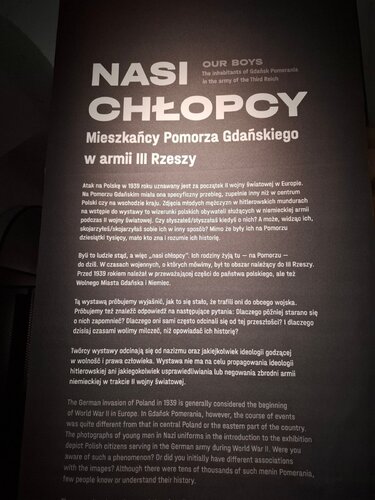 NASI
OUR BOYS
The inhabitants of Gdańsk Pomerania
in the army of the Third Reich
CHŁOPCY
Mieszkańcy Pomorza Gdańskiego
w armii III Rzeszy
Atak na Polskę w 1939 roku uznawany jest za początek II wojny światowej w Europie.
Na Pomorzu Gdańskim miała ona specyficzny przebieg, zupełnie inny niż w centrum
Polski czy na wschodzie kraju. Zdjęcia młodych mężczyzn w hitlerowskich mundurach
na wstępie do wystawy to wizerunki polskich obywateli służących w niemieckiej armii
podczas II wojny światowej. Czy słyszałeś/słyszałaś kiedyś o nich? A może, widząc ich,
skojarzyłeś/skojarzyłaś sobie ich w inny sposób? Mimo że były ich na Pomorzu
dziesiątki tysięcy, mało kto zna i rozumie ich historię.
Byli to ludzie stąd, a więc „nasi chłopcy”. Ich rodziny żyją tu — na Pomorzu —
do dziś. W czasach wojennych, o których mówimy, był to obszar należący do III Rzeszy.
Przed 1939 rokiem należał w przeważającej części do państwa polskiego, ale też
Wolnego Miasta Gdańska i Niemiec.
Tą wystawą próbujemy wyjaśnić, jak to się stało, że trafili oni do obcego wojska.
Próbujemy też znaleźć odpowiedź na następujące pytania: Dlaczego później starano się
o nich zapomnieć? Dlaczego oni sami często odcinali się od tej przeszłości? I dlaczego
dzisiaj czasami wolimy milczeć, niż opowiadać ich historię?
Twórcy wystawy odcinają się od nazizmu oraz jakiejkolwiek ideologii godzącej
w wolność i prawa człowieka. Wystawa nie ma na celu propagowania ideologii
hitlerowskiej ani jakiegokolwiek usprawiedliwiania lub negowania zbrodni armii
niemieckiej w trakcie II wojny światowej.
The German Invasion of Poland in 1939 is generally considered the beginning
of World War II in Europe. In Gdańsk Pomerania, however, the course of events
was quite different from that in central Poland or the eastern part of the country.
The photographs of young men in Nazi uniforms in the introduction to the exhibition
depict Polish citizens serving in the German army during World War II. Were you
aware of such a phenomenon? Or did you initially have different associations
with the images? Although there were tens of thousands of such menin Pomerania,
few people know or understand their history.